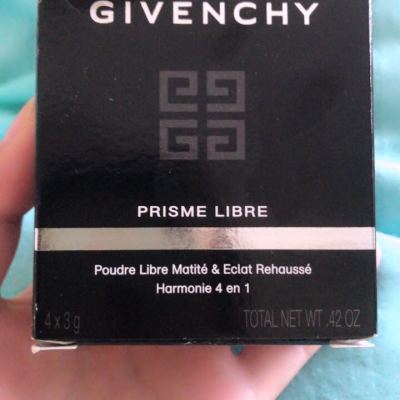 GIVENCHY
PRISME LIBRE
Poudre Libre Matité & Eclat Rehaussé
Harmonie 4 en 1
4 x 3 g TOTAL NET WT .42 OZ